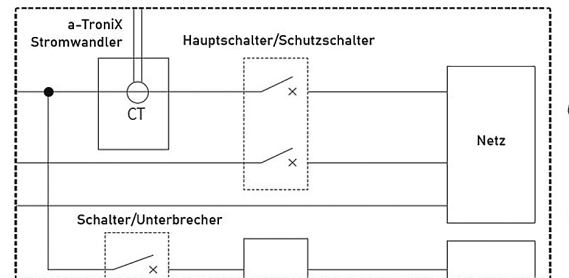 a-TroniX
Stromwandler
Hauptschalter/Schutzschalter
CT
Netz
Schalter/Unterbrecher